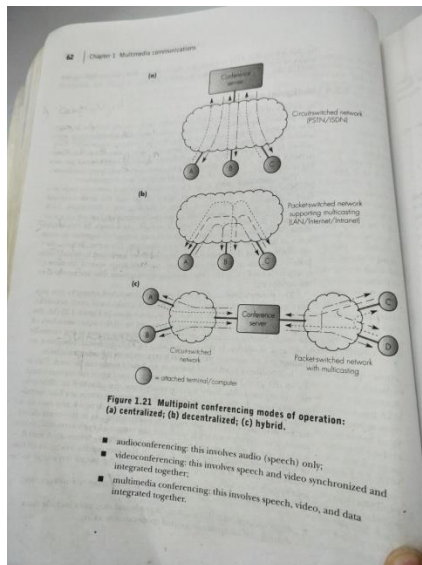 62 | Chapter 1 Multimedia communications
(a)
Conference
server
Circuit-switched network
(PSTN/ISDN)
A
B
C
(b)
Packet-switched network
supporting multicasting
(LAN/Internet/Intranet)
A
B
C
(c)
A
B
Conference
server
C
D
Circuit-switched
network
Packet-switched network
with multicasting
= attached terminal/computer
Figure 1.21 Multipoint conferencing modes of operation:
(a) centralized; (b) decentralized; (c) hybrid.
■ audioconferencing: this involves audio (speech) only;
■ videoconferencing: this involves speech and video synchronized and
integrated together;
■ multimedia conferencing: this involves speech, video, and data
integrated together.